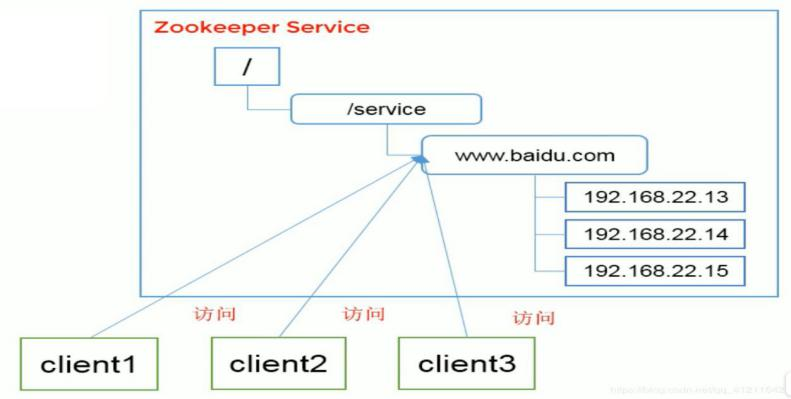 Zookeeper Service
/
/service
www.baidu.com
192.168.22.13
192.168.22.14
192.168.22.15
访问
访问
访问
client1
client2
client3